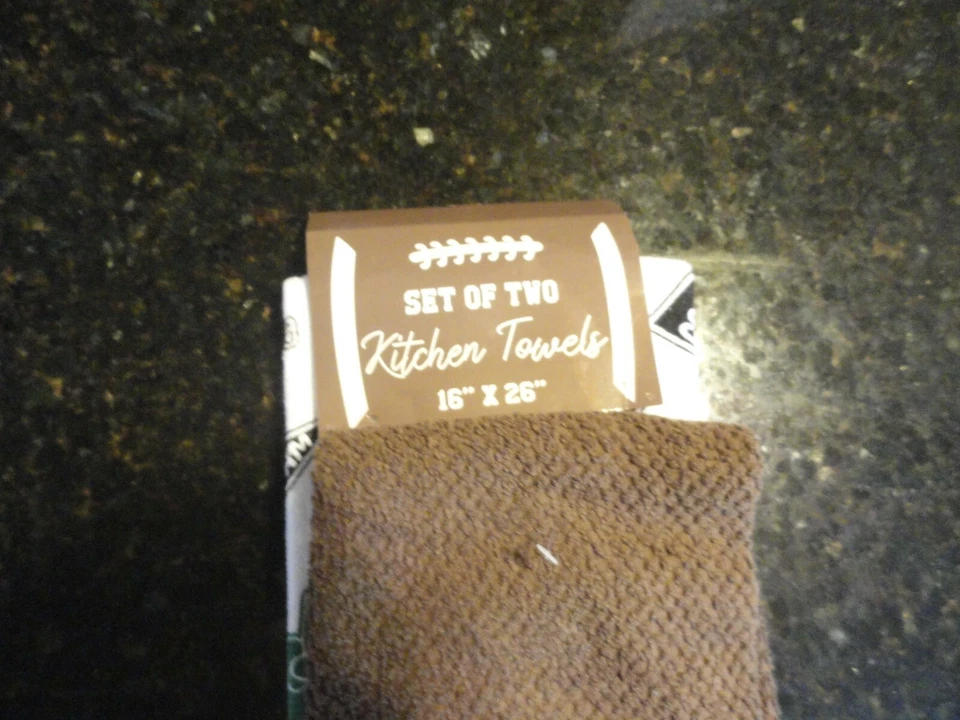 SET OF TWO
Kitchen Towels
16" X 26"